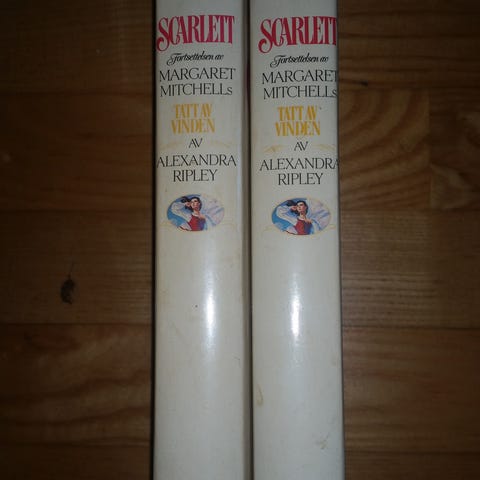 SCARLETT
Fortsettelsen av
MARGARET
MITCHELLs
TATT AV
VINDEN
AV
ALEXANDRA
RIPLEY
SCARLETT
Fortsettelsen av
MARGARET
MITCHELLs
TATT AV
VINDEN
AV
ALEXANDRA
RIPLEY